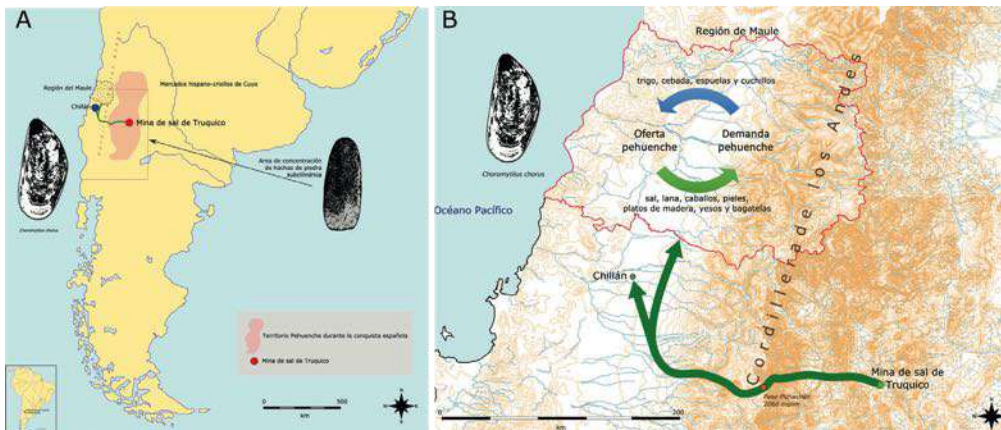 A
Región del Maule
Chillán
Mercados hispano-criollos de Cuyo
Mina de sal de Truquico
Area de concentración
de hachas de piedra
subcilíndrica
Choromytilus chorus
Territorio Pehuenche durante la conquista española
Mina de sal de Truquico
0
500
km
B
Región de Maule
trigo, cebada, espuelas y cuchillos
Oferta
pehuenche
Demanda
pehuenche
sal, lana, caballos, pieles,
platos de madera, yesos y bagatelas
Choromytilus chorus
Océano Pacífico
Chillán
Cordillera de los Andes
Mina de sal de
Truquico
0
200
km